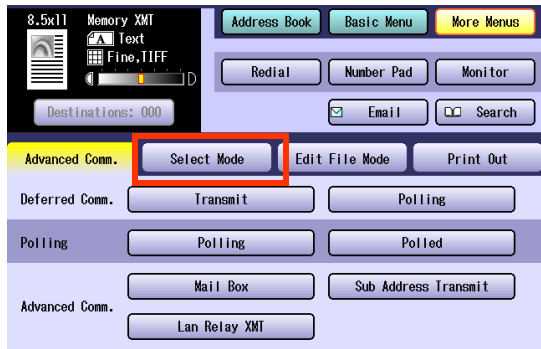 8.5x11 Memory XMT Address Book Basic Menu More Menus
A Text
Fine,TIFF
Redial Number Pad Monitor
D
Destinations: 000 Email Search
Advanced Comm. Select Mode Edit File Mode Print Out
Deferred Comm. Transmit Polling
Polling Polling Polled
Mail Box Sub Address Transmit
Advanced Comm.
Lan Relay XMT